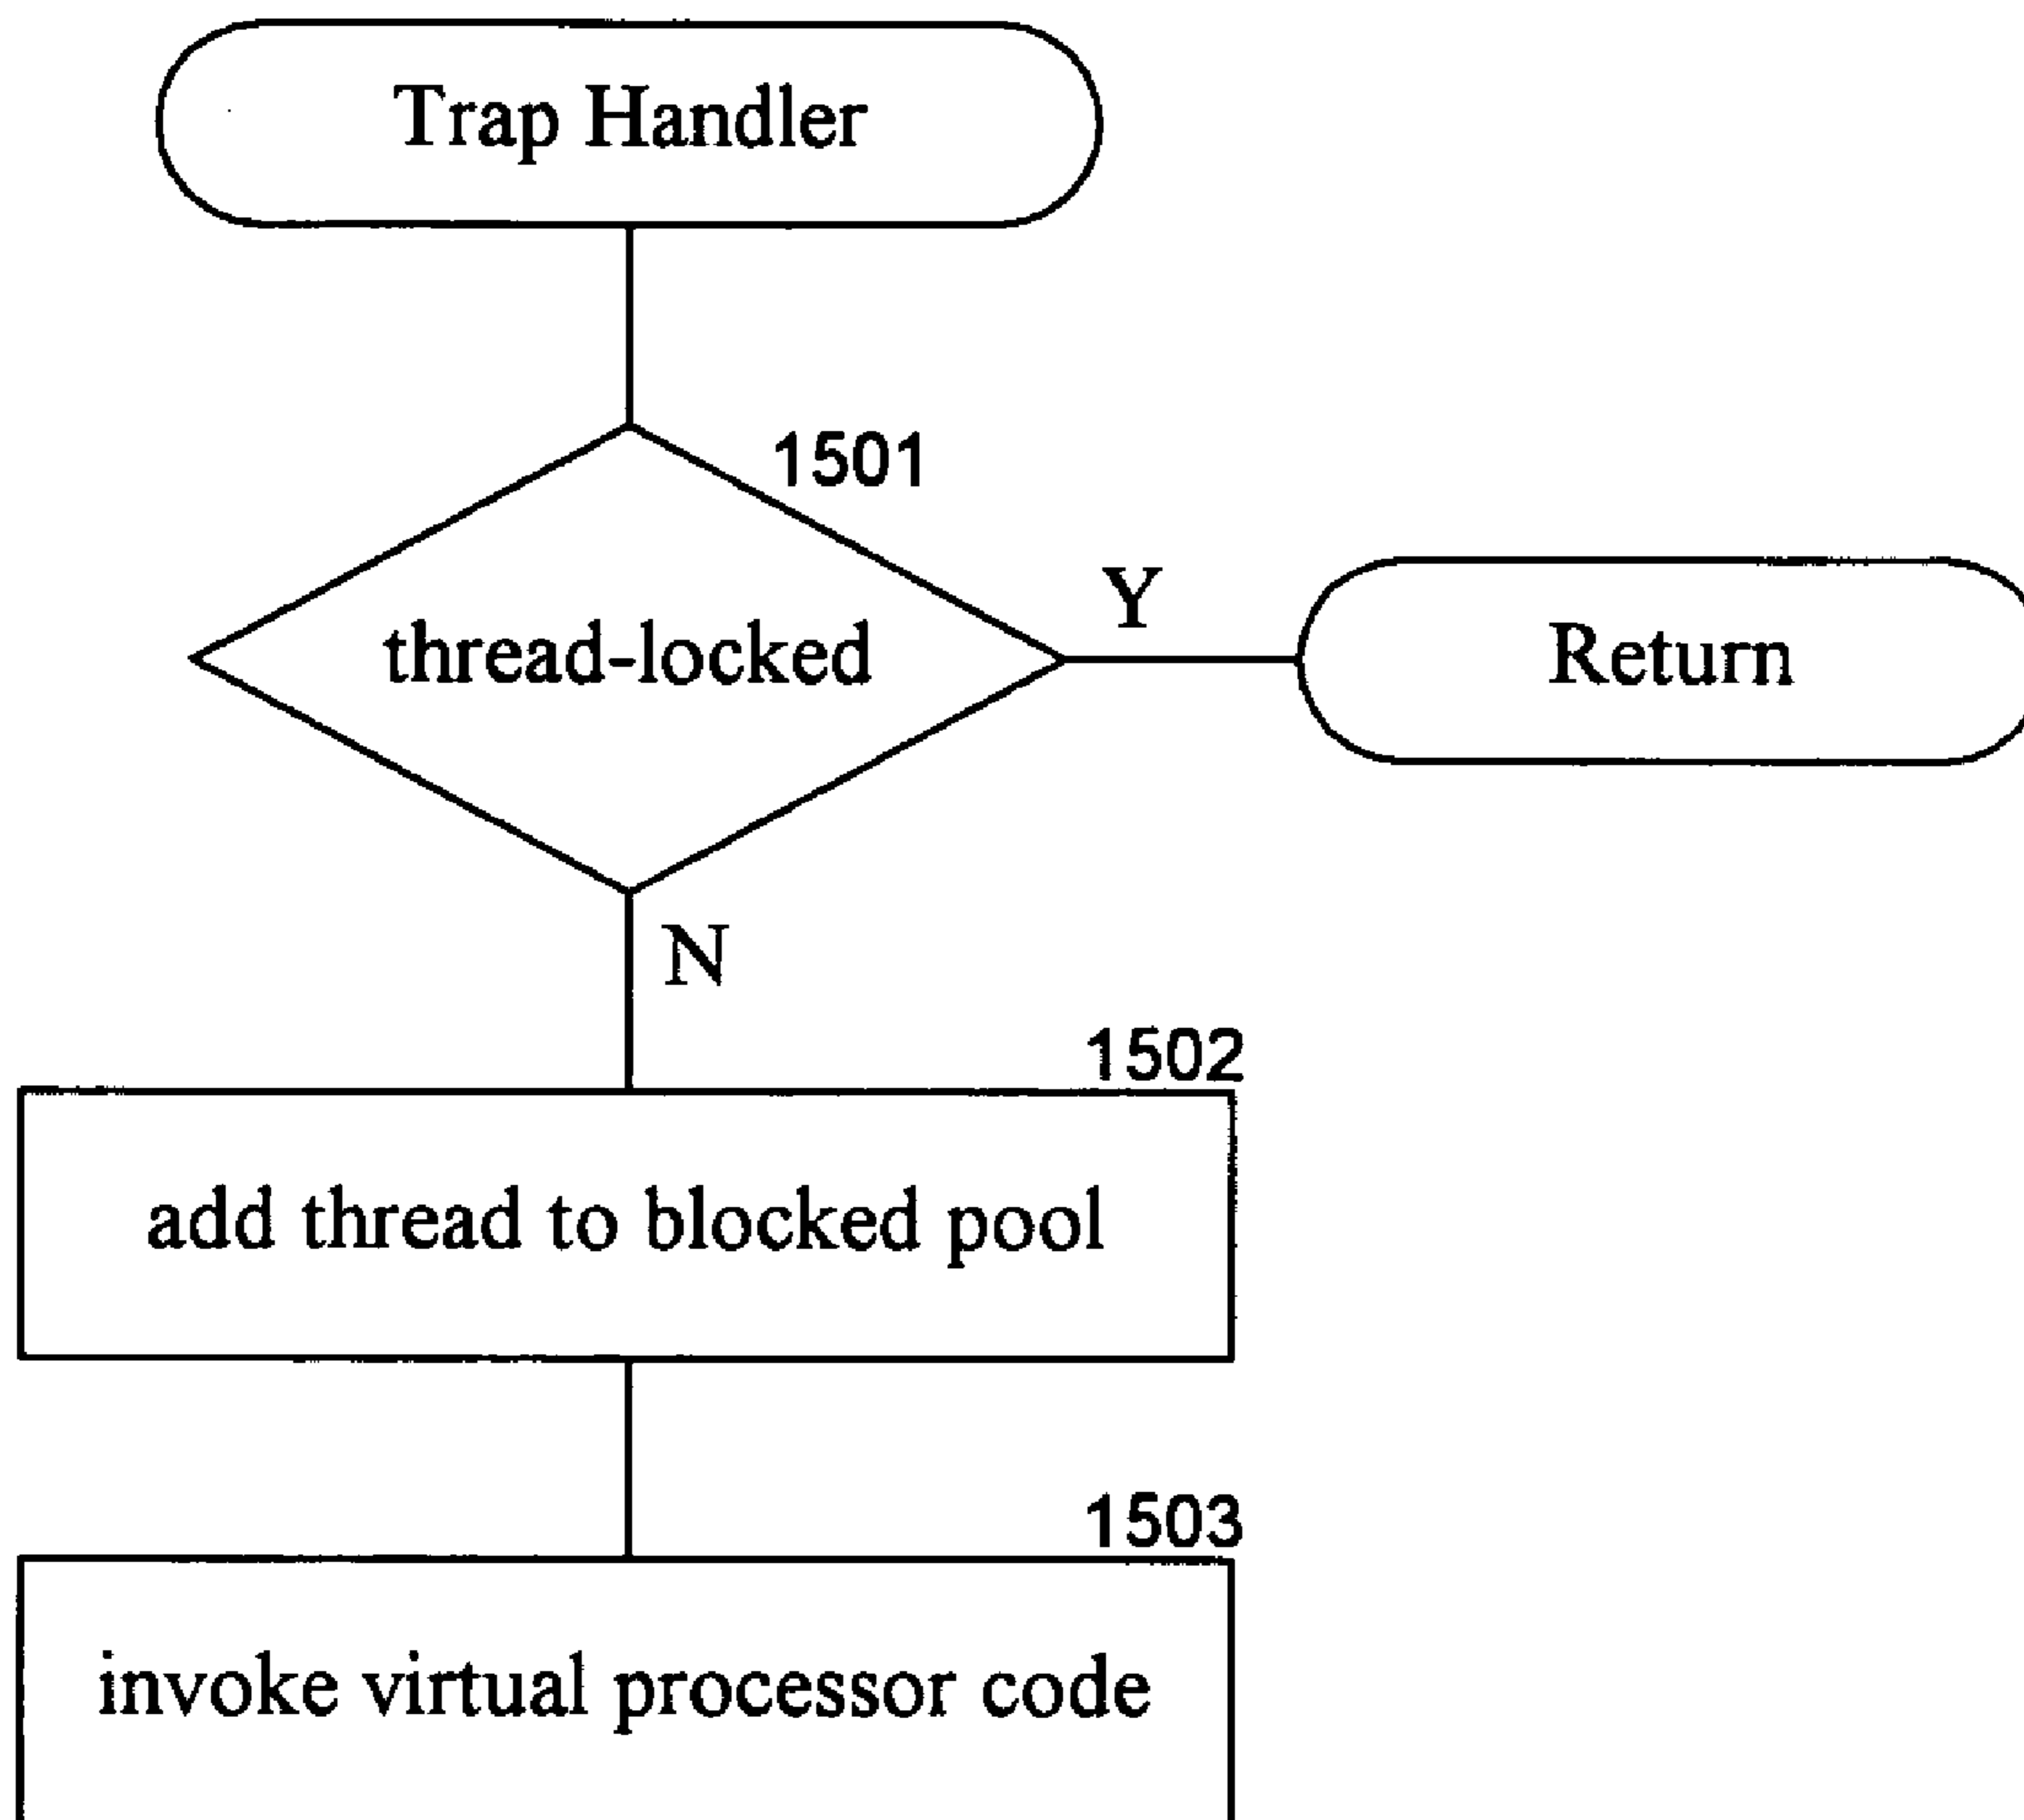 Trap Handler
1501
thread-locked
Y
Return
N
1502
add thread to blocked pool
1503
invoke virtual processor code